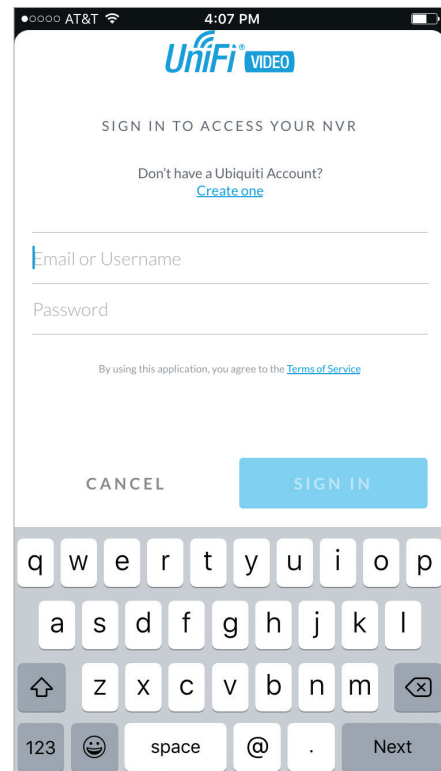 AT&T 4:07 PM
UniFi® VIDEO
SIGN IN TO ACCESS YOUR NVR
Don't have a Ubiquiti Account?
Create one
Email or Username
Password
By using this application, you agree to the Terms of Service
CANCEL SIGN IN
q w e r t y u i o p
a s d f g h j k l
z x c v b n m
123 space @ . Next